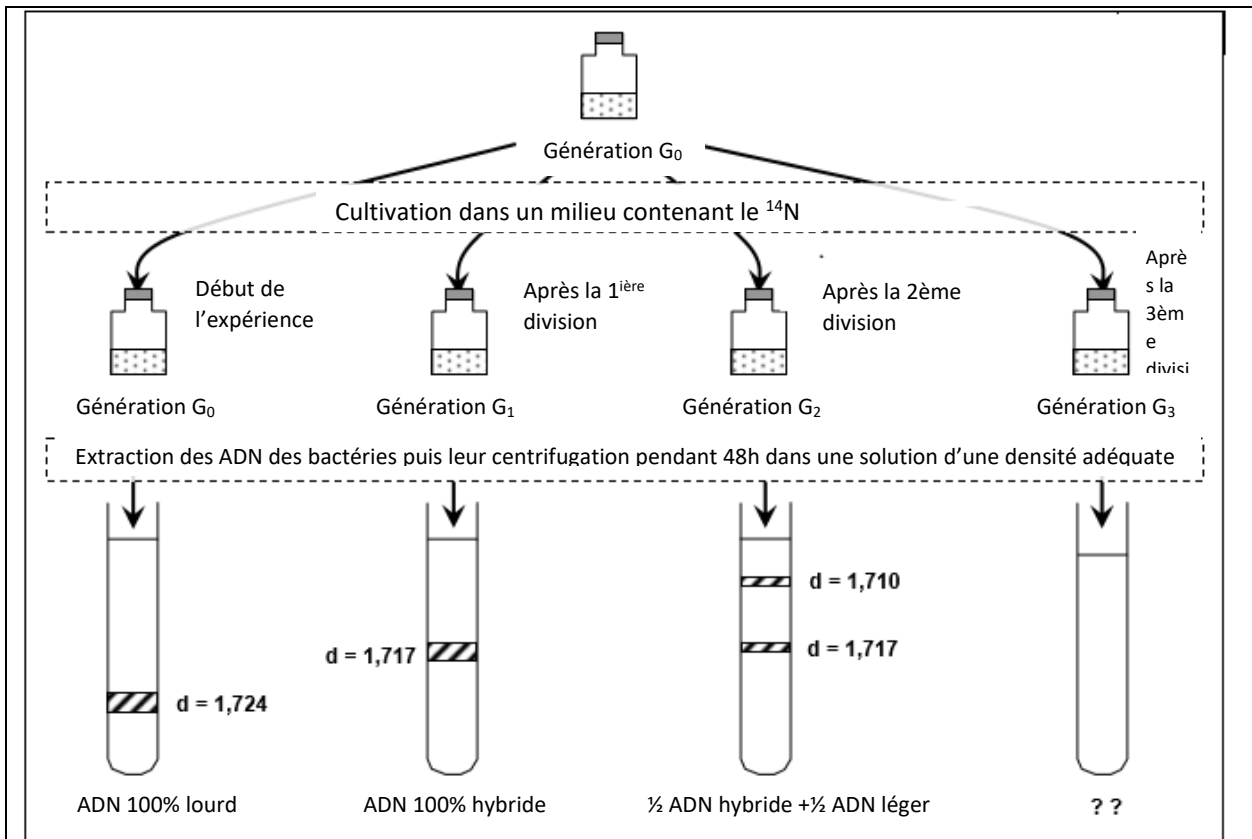 Génération G₀
Cultivation dans un milieu contenant le ¹⁴N
Début de
l’expérience
Après la 1ⁱèʳᵉ
division
Après la 2ème
division
Aprè
s la
3èm
e
divisi
Génération G₀
Génération G₁
Génération G₂
Génération G₃
Extraction des ADN des bactéries puis leur centrifugation pendant 48h dans une solution d’une densité adéquate
d = 1,724
d = 1,717
d = 1,710
d = 1,717
ADN 100% lourd
ADN 100% hybride
½ ADN hybride +½ ADN léger
? ?